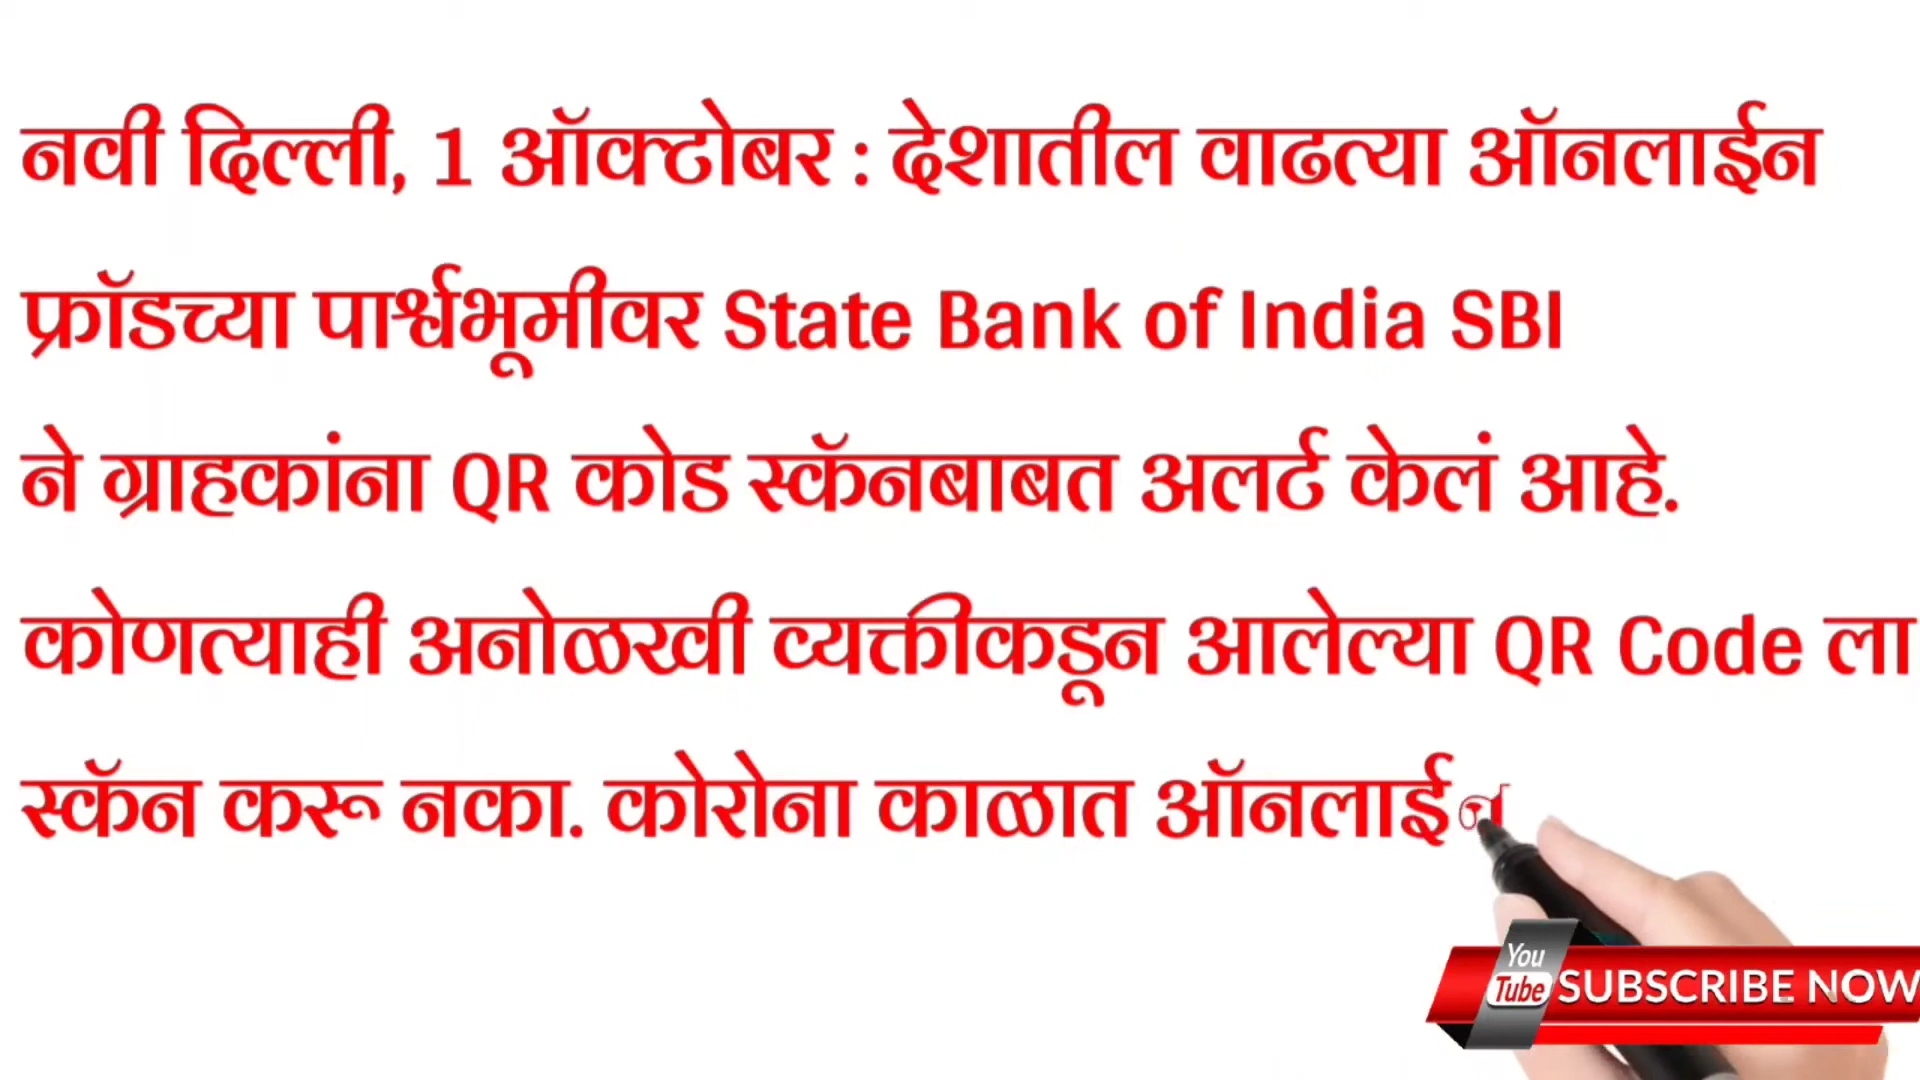 नवी दिल्ली, 1 ऑक्टोबर : देशातील वाढत्या ऑनलाईन
फ्रॉडच्या पार्श्वभूमीवर State Bank of India SBI
ने ग्राहकांना QR कोड स्कॅनबाबत अलर्ट केलं आहे.
कोणत्याही अनोळखी व्यक्तीकडून आलेल्या QR Code ला
स्कॅन करू नका. कोरोना काळात ऑनलाईन
You
Tube SUBSCRIBE NOW